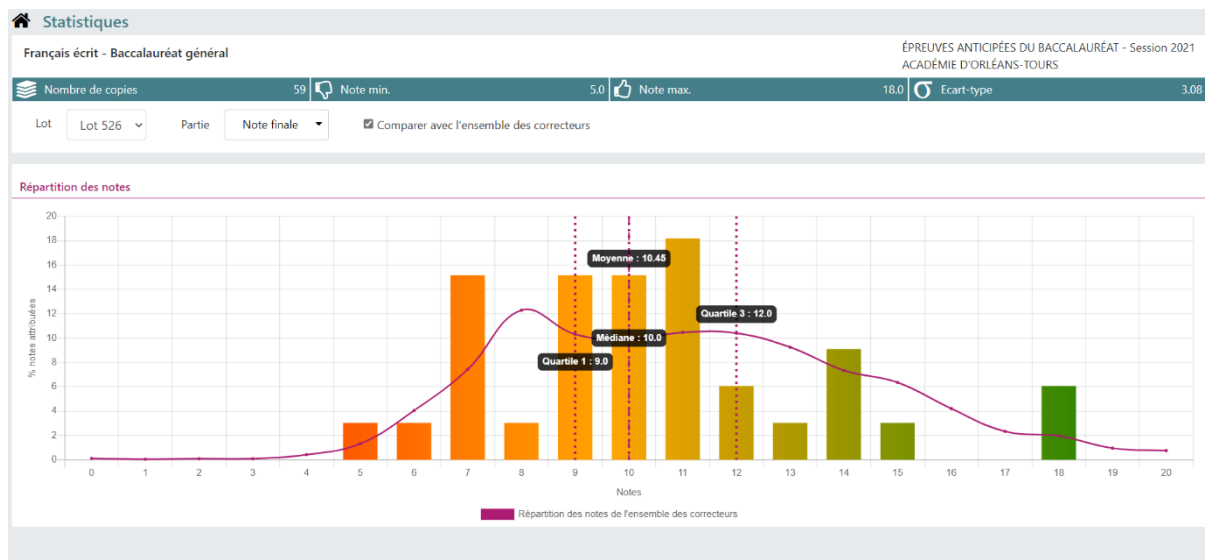 Statistiques
Français écrit - Baccalauréat général
ÉPREUVES ANTICIPÉES DU BACCALAURÉAT - Session 2021
ACADÉMIE D'ORLÉANS-TOURS
Nombre de copies 59 Note min. 5.0 Note max. 18.0 Ecart-type 3.08
Lot Lot 526 Partie Note finale Comparer avec l'ensemble des correcteurs
Répartition des notes
% notes attribuées
20
18
16
14
12
10
8
6
4
2
0
Moyenne : 10.45
Quartile 3 : 12.0
Médiane : 10.0
Quartile 1 : 9.0
0 1 2 3 4 5 6 7 8 9 10 11 12 13 14 15 16 17 18 19 20
Notes
Répartition des notes de l'ensemble des correcteurs